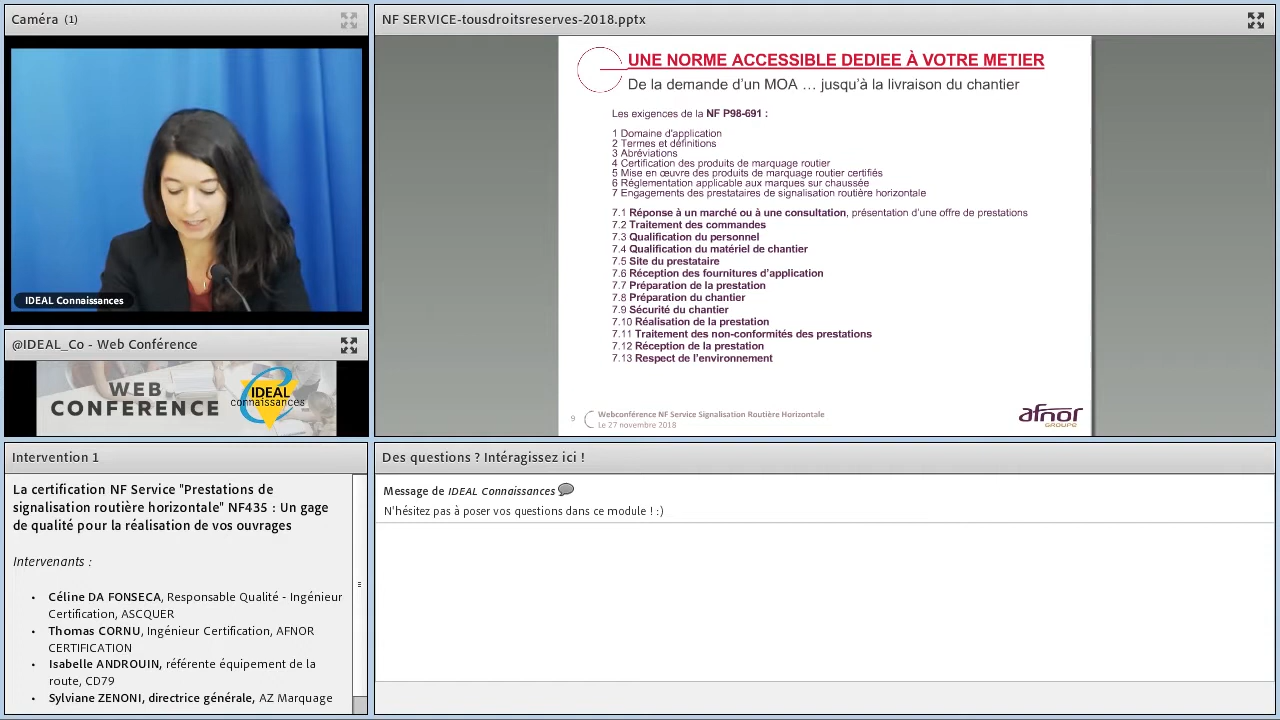 Caméra (1)
IDEAL Connaissances
@IDEAL_Co - Web Conférence
WEB
CONFERENCE
IDEAL
connaissances
Intervention 1
La certification NF Service "Prestations de
signalisation routière horizontale" NF435 : Un gage
de qualité pour la réalisation de vos ouvrages
Intervenants :
• Céline DA FONSECA, Responsable Qualité - Ingénieur
Certification, ASCQUER
• Thomas CORNU, Ingénieur Certification, AFNOR
CERTIFICATION
• Isabelle ANDROUIN, référente équipement de la
route, CD79
• Sylviane ZENONI, directrice générale, AZ Marquage
NF SERVICE-tousdroitsreserves-2018.pptx
UNE NORME ACCESSIBLE DEDIEE À VOTRE METIER
De la demande d'un MOA … jusqu'à la livraison du chantier
Les exigences de la NF P98-691 :
1 Domaine d'application
2 Termes et définitions
3 Abréviations
4 Certification des produits de marquage routier
5 Mise en œuvre des produits de marquage routier certifiés
6 Réglementation applicable aux marques sur chaussée
7 Engagements des prestataires de signalisation routière horizontale
7.1 Réponse à un marché ou à une consultation, présentation d'une offre de prestations
7.2 Traitement des commandes
7.3 Qualification du personnel
7.4 Qualification du matériel de chantier
7.5 Site du prestataire
7.6 Réception des fournitures d'application
7.7 Préparation de la prestation
7.8 Préparation du chantier
7.9 Sécurité du chantier
7.10 Réalisation de la prestation
7.11 Traitement des non-conformités des prestations
7.12 Réception de la prestation
7.13 Respect de l'environnement
9
Webconférence NF Service Signalisation Routière Horizontale
Le 27 novembre 2018
afnor
GROUPE
Des questions ? Intéragissez ici !
Message de IDEAL Connaissances
N'hésitez pas à poser vos questions dans ce module ! :)